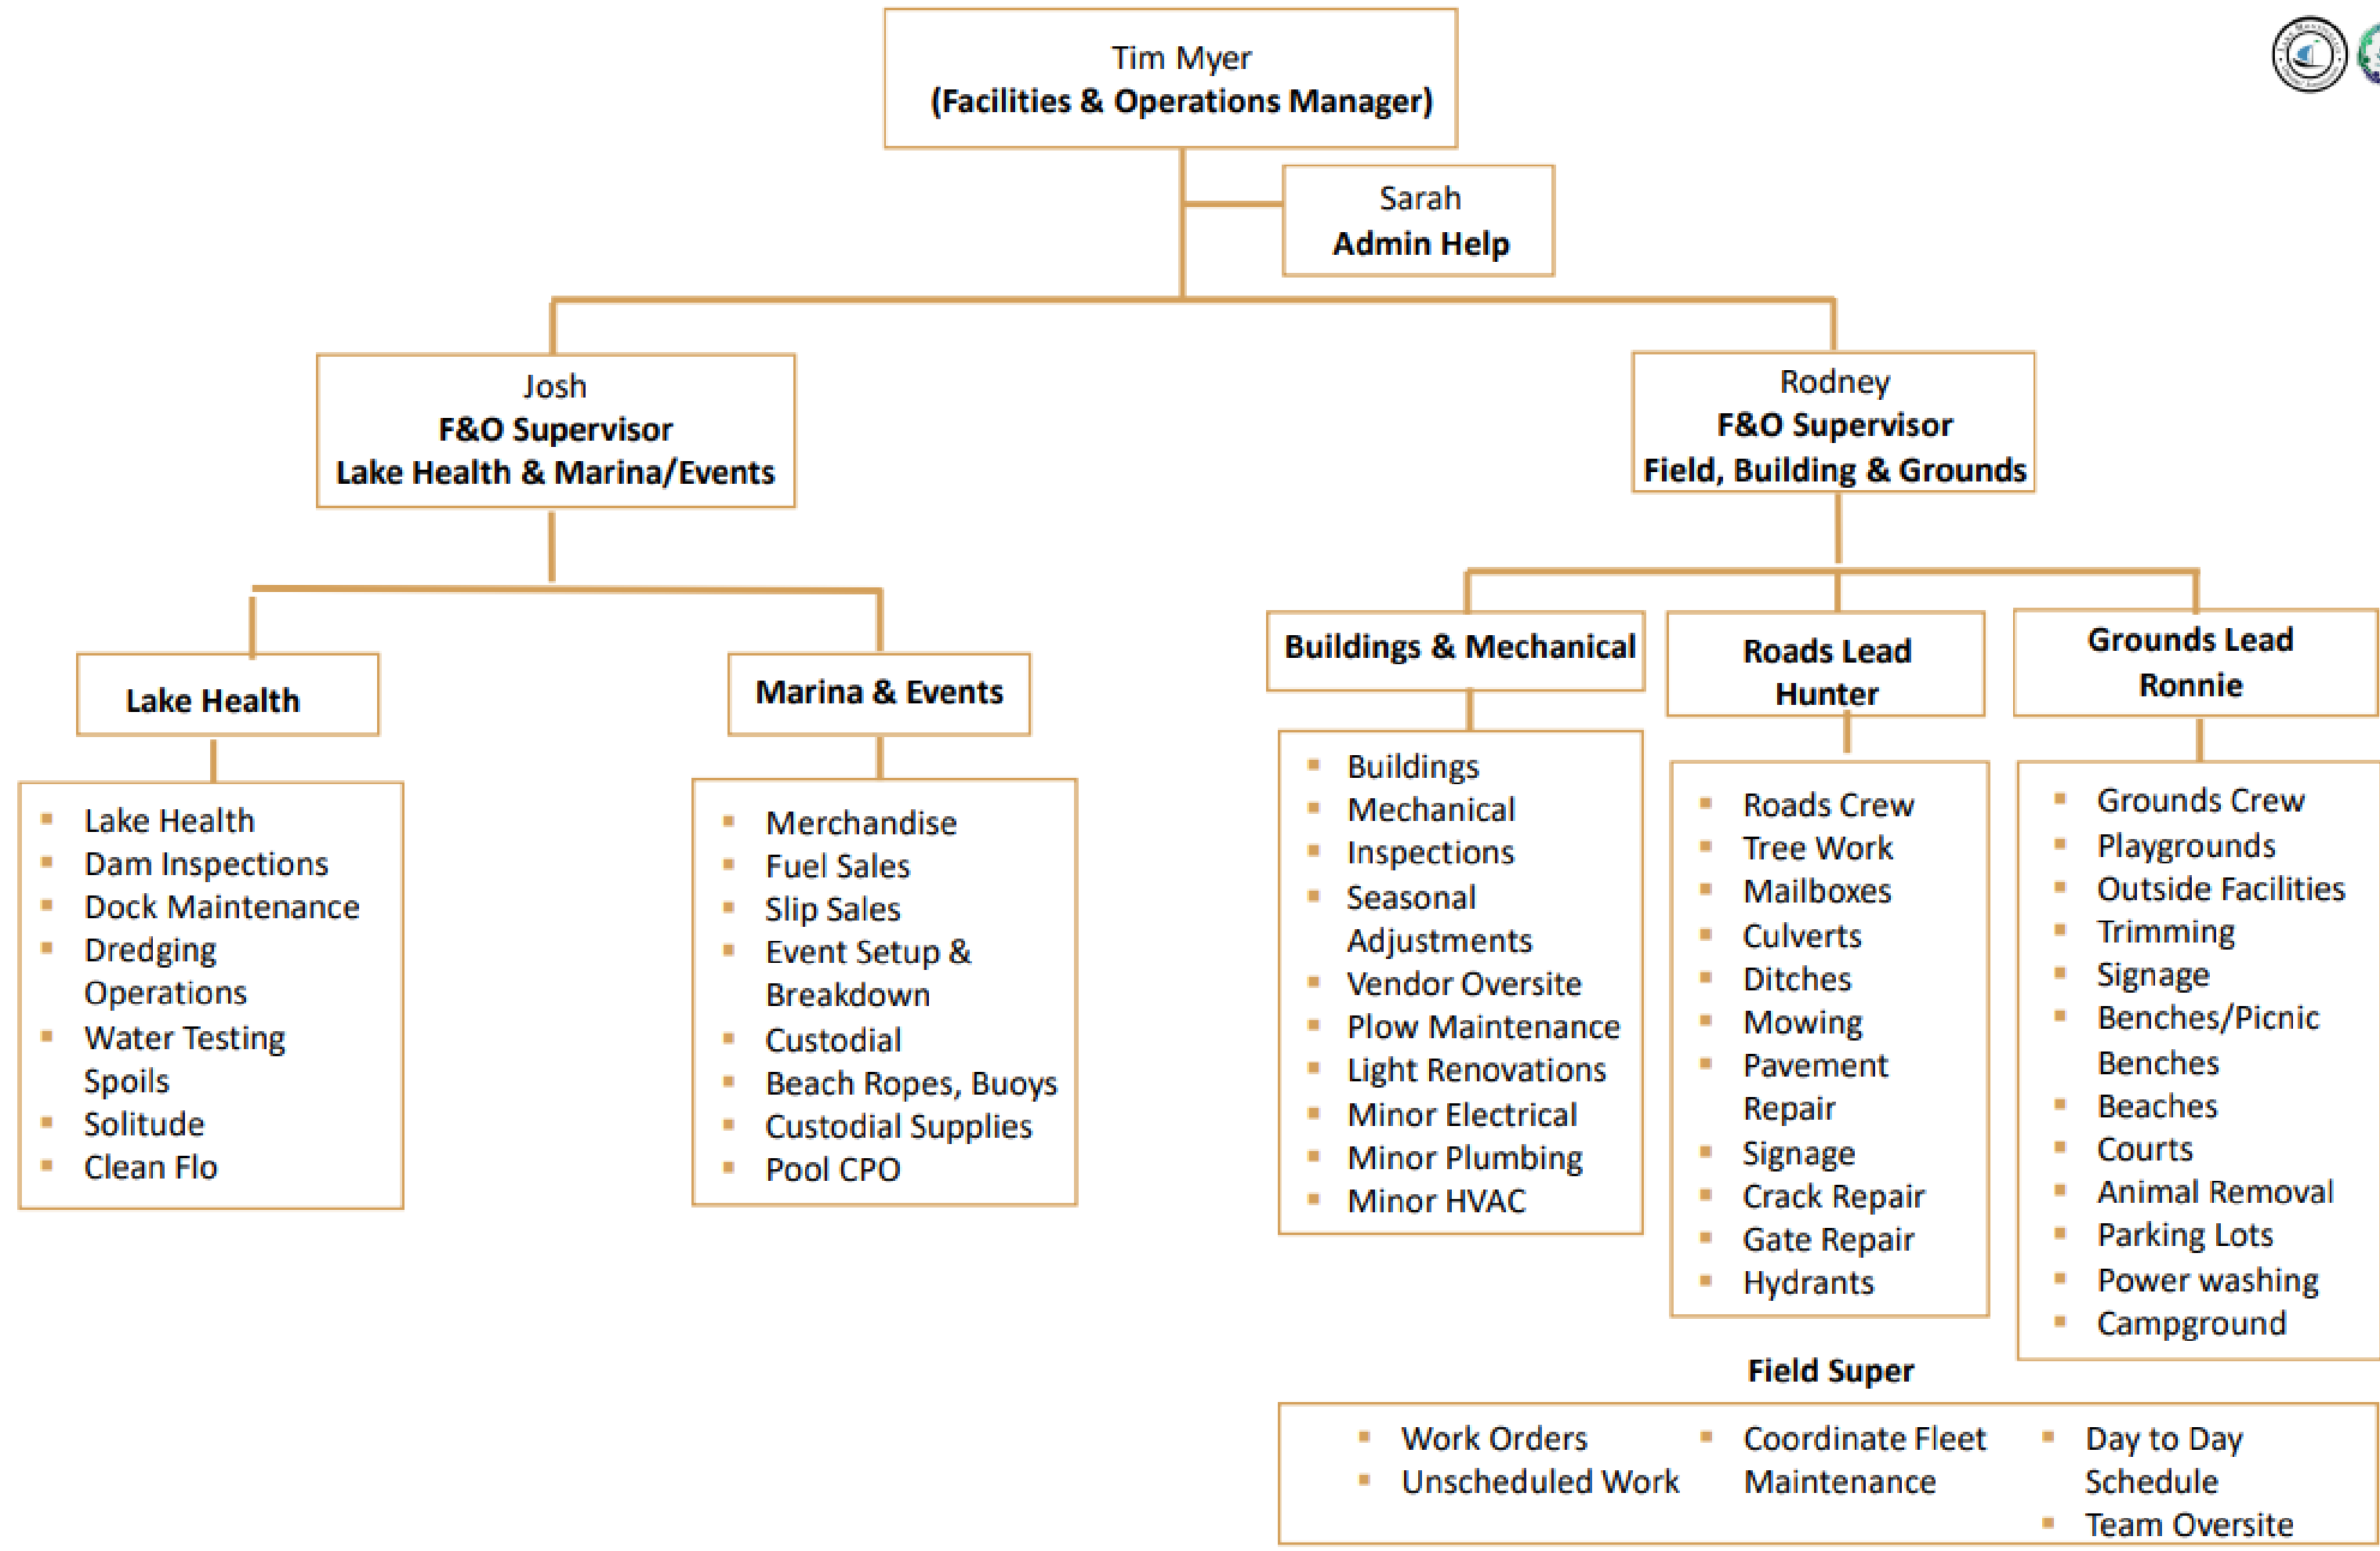 Tim Myer
(Facilities & Operations Manager)
Sarah
Admin Help
Josh
F&O Supervisor
Lake Health & Marina/Events
Rodney
F&O Supervisor
Field, Building & Grounds
Lake Health
▪ Lake Health
▪ Dam Inspections
▪ Dock Maintenance
▪ Dredging
Operations
▪ Water Testing
Spoils
▪ Solitude
▪ Clean Flo
Marina & Events
▪ Merchandise
▪ Fuel Sales
▪ Slip Sales
▪ Event Setup &
Breakdown
▪ Custodial
▪ Beach Ropes, Buoys
▪ Custodial Supplies
▪ Pool CPO
Buildings & Mechanical
▪ Buildings
▪ Mechanical
▪ Inspections
▪ Seasonal
Adjustments
▪ Vendor Oversite
▪ Plow Maintenance
▪ Light Renovations
▪ Minor Electrical
▪ Minor Plumbing
▪ Minor HVAC
Roads Lead
Hunter
▪ Roads Crew
▪ Tree Work
▪ Mailboxes
▪ Culverts
▪ Ditches
▪ Mowing
▪ Pavement
Repair
▪ Signage
▪ Crack Repair
▪ Gate Repair
▪ Hydrants
Grounds Lead
Ronnie
▪ Grounds Crew
▪ Playgrounds
▪ Outside Facilities
▪ Trimming
▪ Signage
▪ Benches/Picnic
Benches
▪ Beaches
▪ Courts
▪ Animal Removal
▪ Parking Lots
▪ Power washing
▪ Campground
Field Super
▪ Work Orders
▪ Unscheduled Work
▪ Coordinate Fleet
Maintenance
▪ Day to Day
Schedule
▪ Team Oversite